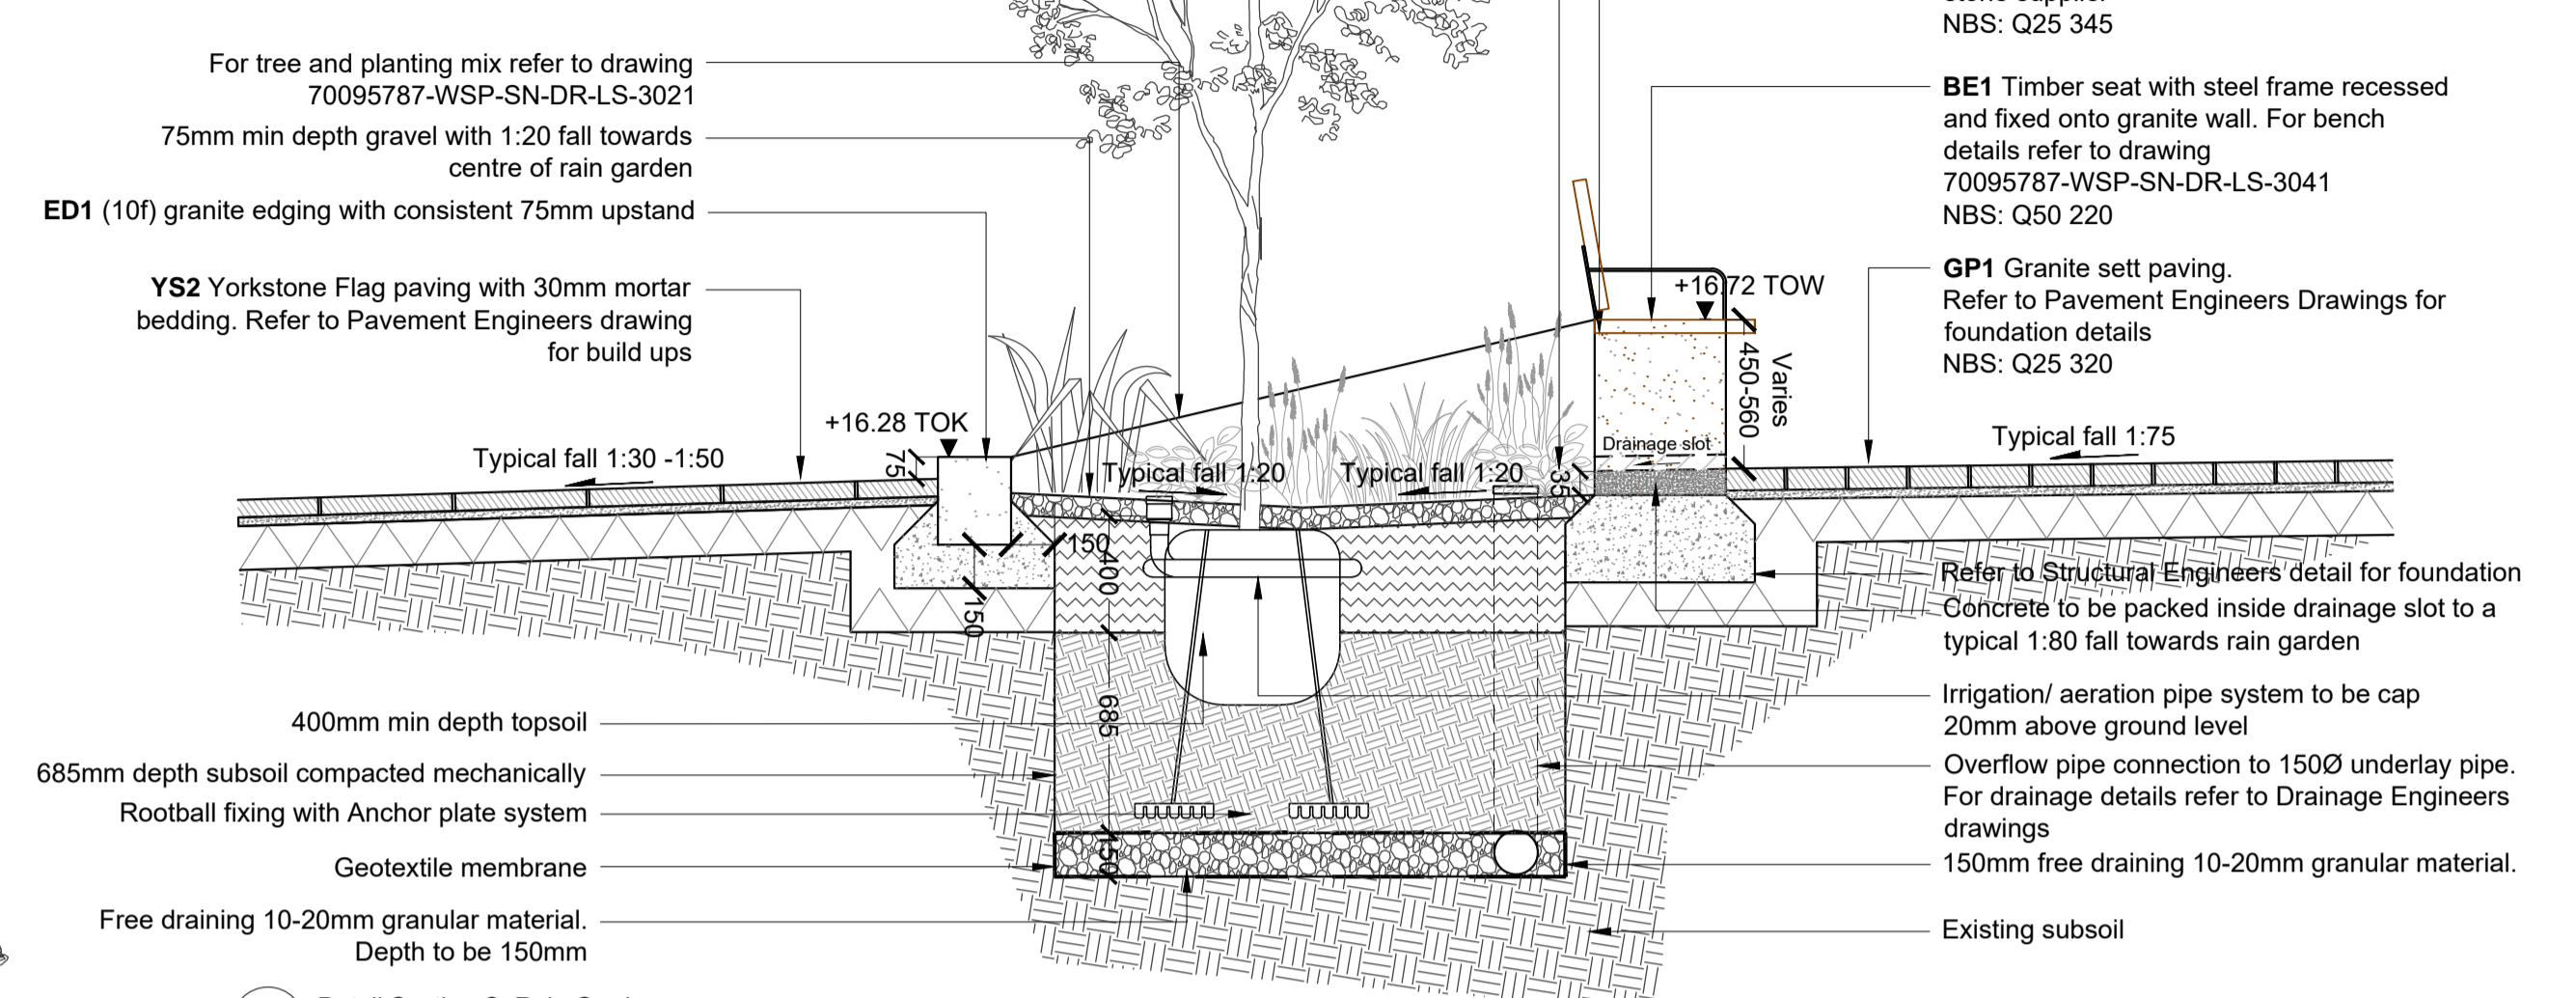 For tree and planting mix refer to drawing
70095787-WSP-SN-DR-LS-3021
75mm min depth gravel with 1:20 fall towards
centre of rain garden
ED1 (10f) granite edging with consistent 75mm upstand
YS2 Yorkstone Flag paving with 30mm mortar
bedding. Refer to Pavement Engineers drawing
for build ups
+16.28 TOK
Typical fall 1:30 -1:50
75
Typical fall 1:20
Typical fall 1:20
35
150
400
150
685
150
400mm min depth topsoil
685mm depth subsoil compacted mechanically
Rootball fixing with Anchor plate system
Geotextile membrane
Free draining 10-20mm granular material.
Depth to be 150mm
+16.72 TOW
Varies
450-560
Drainage slot
Typical fall 1:75
NBS: Q25 345
BE1 Timber seat with steel frame recessed
and fixed onto granite wall. For bench
details refer to drawing
70095787-WSP-SN-DR-LS-3041
NBS: Q50 220
GP1 Granite sett paving.
Refer to Pavement Engineers Drawings for
foundation details
NBS: Q25 320
Refer to Structural Engineers detail for foundation
Concrete to be packed inside drainage slot to a
typical 1:80 fall towards rain garden
Irrigation/ aeration pipe system to be cap
20mm above ground level
Overflow pipe connection to 150Ø underlay pipe.
For drainage details refer to Drainage Engineers
drawings
150mm free draining 10-20mm granular material.
Existing subsoil